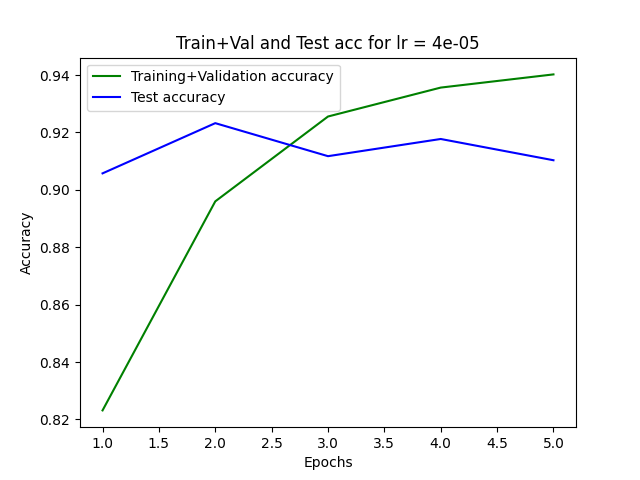 Train+Val and Test acc for lr = 4e-05
Training+Validation accuracy
Test accuracy
Accuracy
0.94
0.92
0.90
0.88
0.86
0.84
0.82
1.0 1.5 2.0 2.5 3.0 3.5 4.0 4.5 5.0
Epochs